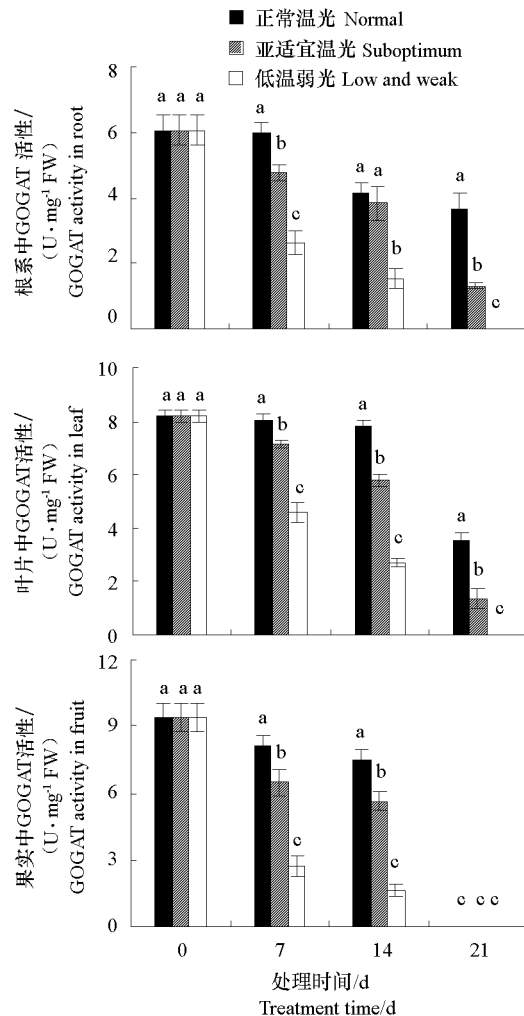 正常温光 Normal
亚适宜温光 Suboptimum
低温弱光 Low and weak
根系中GOGAT 活性/
（U·mg⁻¹ FW）
GOGAT activity in root
8
6
4
2
0
a a a
a
b
c
a a
b
a
b
c
叶片中GOGAT活性/
（U·mg⁻¹ FW）
GOGAT activity in leaf
10
8
6
4
2
0
a a a
a
b
c
a
b
c
a
b
c
果实中GOGAT活性/
（U·mg⁻¹ FW）
GOGAT activity in fruit
12
9
6
3
0
a a a
a
b
c
a
b
c
c c c
0 7 14 21
处理时间/d
Treatment time/d